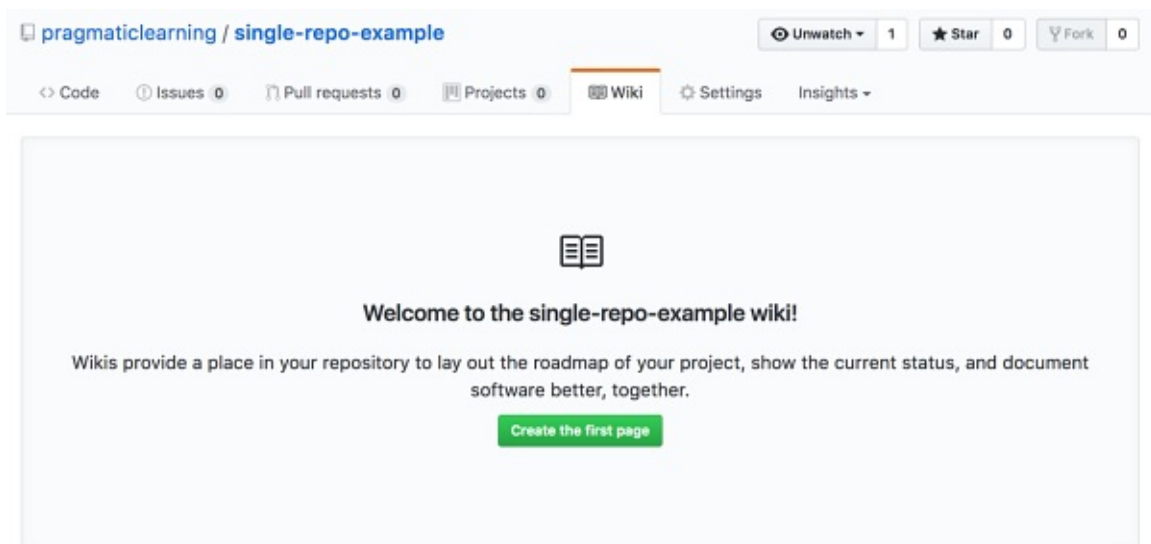 pragmaticlearning / single-repo-example
Unwatch 1 Star 0 Fork 0
<> Code Issues 0 Pull requests 0 Projects 0 Wiki Settings Insights
Welcome to the single-repo-example wiki!
Wikis provide a place in your repository to lay out the roadmap of your project, show the current status, and document
software better, together.
Create the first page